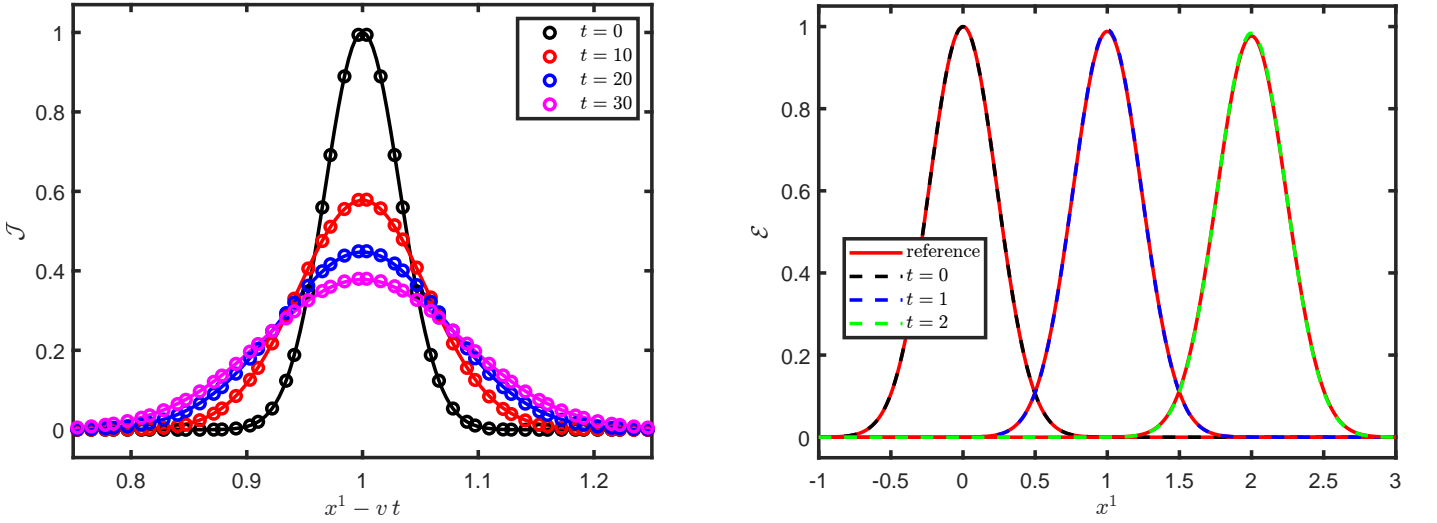 1
0.8
0.6
0.4
0.2
0
𝒥
t = 0
t = 10
t = 20
t = 30
0.8 0.9 1 1.1 1.2
x¹ − v t
1
0.8
0.6
0.4
0.2
0
ℰ
reference
t = 0
t = 1
t = 2
-1 -0.5 0 0.5 1 1.5 2 2.5 3
x¹